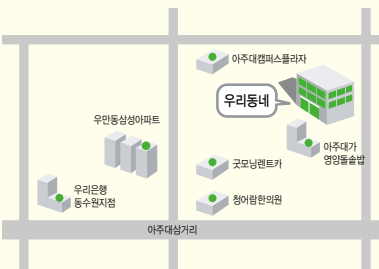 아주대캠퍼스플라자
우리동네
우만동삼성아파트
아주대가
영양돌솥밥
굿모닝렌트카
우리은행
동수원지점
청어람한의원
아주대삼거리